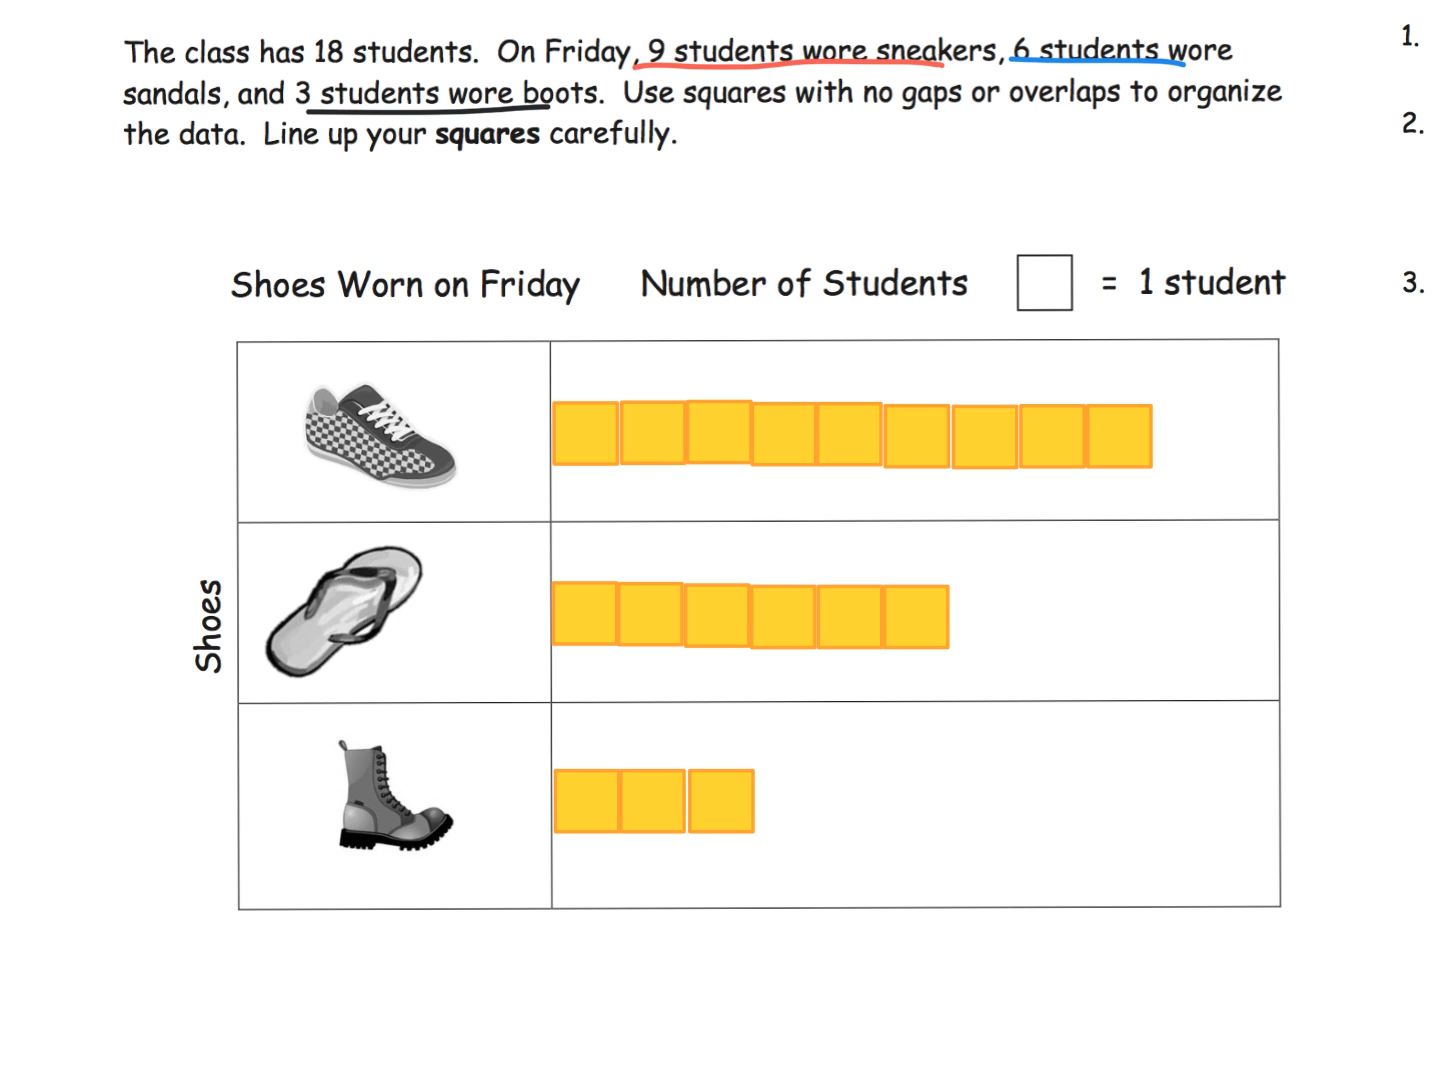 The class has 18 students. On Friday, 9 students wore sneakers, 6 students wore
sandals, and 3 students wore boots. Use squares with no gaps or overlaps to organize
the data. Line up your squares carefully.
1.
2.
3.
Shoes Worn on Friday Number of Students = 1 student
Shoes